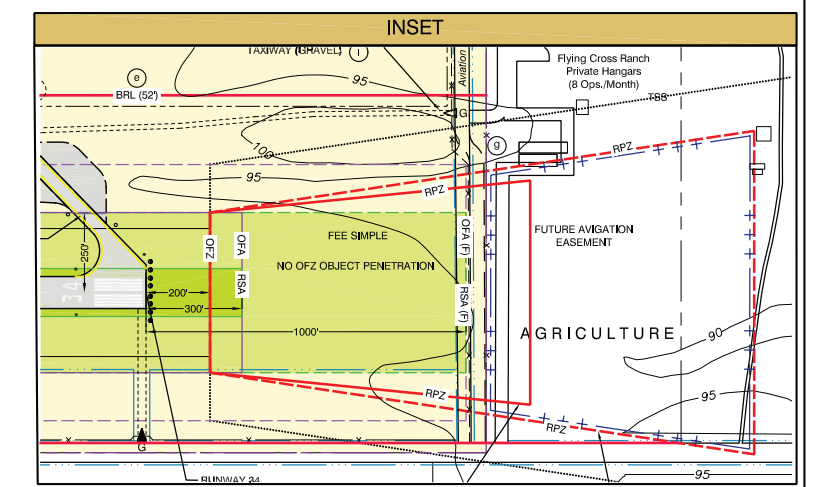 INSET
TAXIWAY (GRAVEL)
e
i
95
Aviation
Flying Cross Ranch
Private Hangars
(8 Ops./Month)
TSS
BRL (52')
G
g
RPZ
100
95
RPZ
250'
OFZ
OFA
RSA
FEE SIMPLE
NO OFZ OBJECT PENETRATION
OFA (F)
RSA (F)
FUTURE AVIGATION
EASEMENT
34
200'
300'
1000'
AGRICULTURE
90
RPZ
95
RPZ
G
RUNWAY 34
95